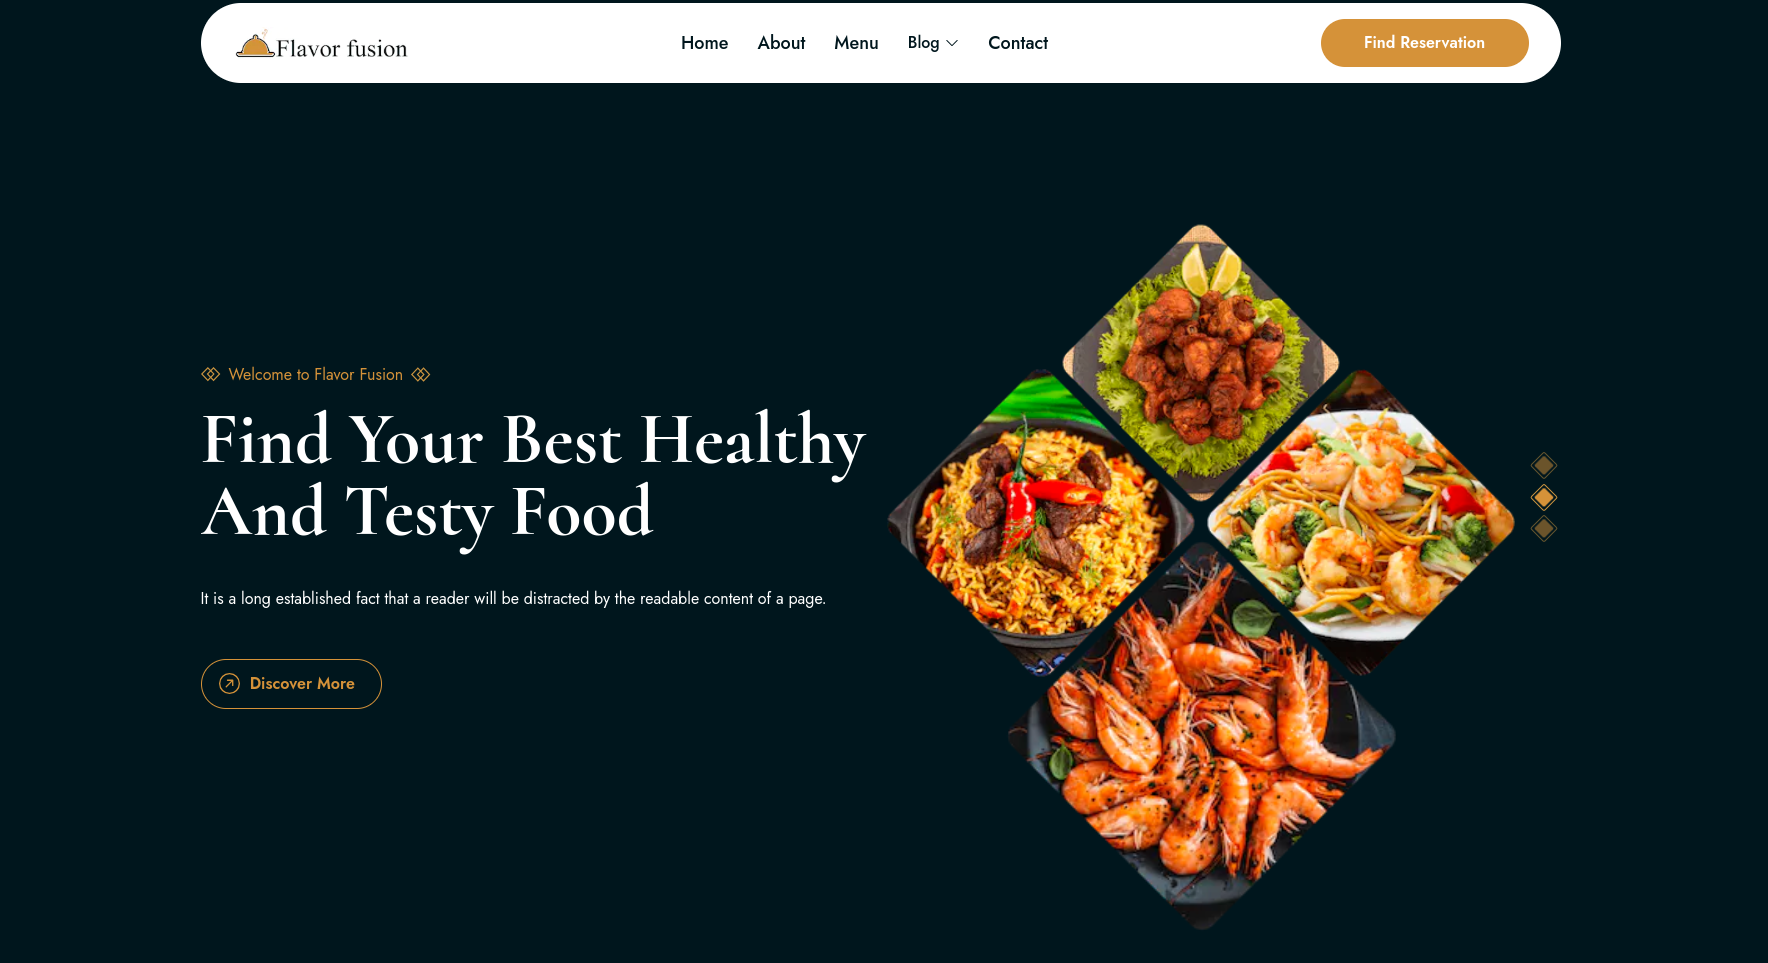 Flavor fusion
Home About Menu Blog Contact
Find Reservation
Welcome to Flavor Fusion
Find Your Best Healthy
And Testy Food
It is a long established fact that a reader will be distracted by the readable content of a page.
Discover More